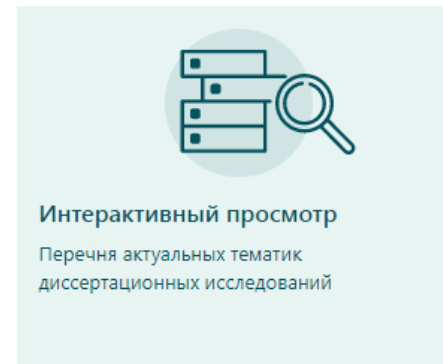 Интерактивный просмотр
Перечня актуальных тематик
диссертационных исследований